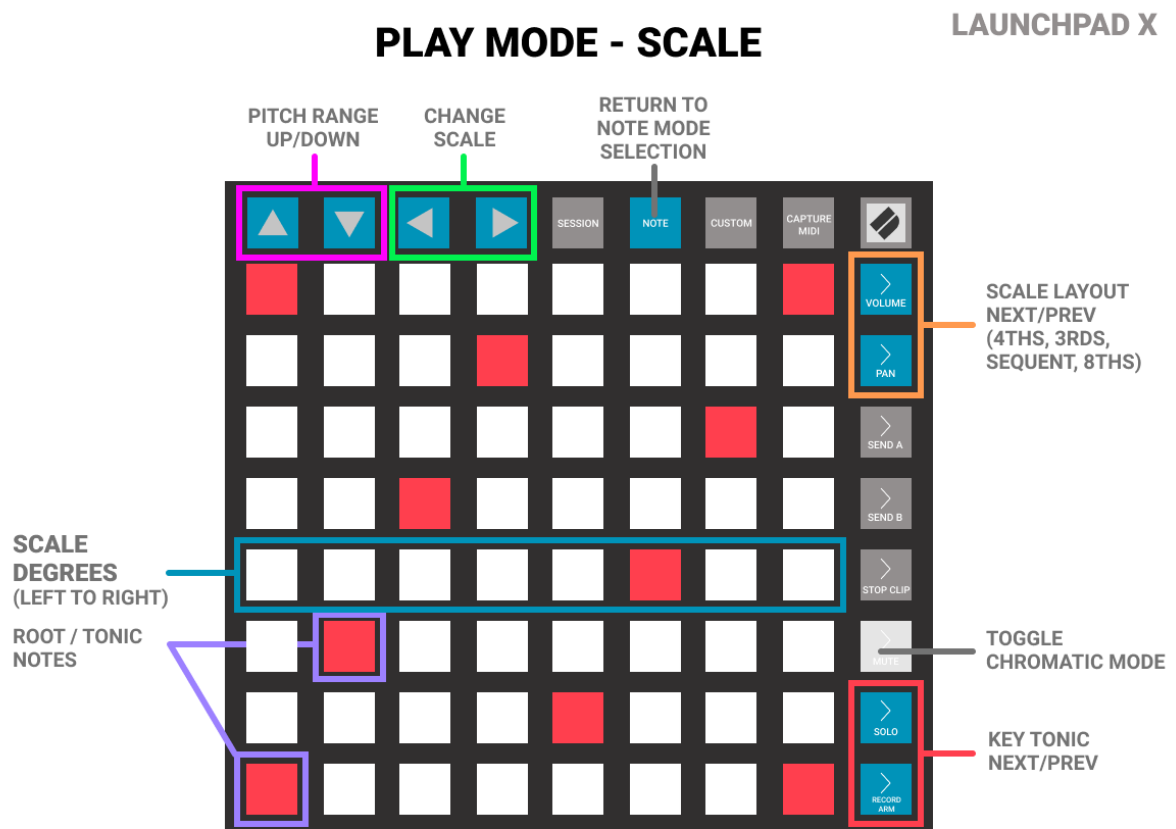 LAUNCHPAD X
PLAY MODE - SCALE
PITCH RANGE
UP/DOWN
CHANGE
SCALE
RETURN TO
NOTE MODE
SELECTION
SESSION
NOTE
CUSTOM
CAPTURE
MIDI
VOLUME
PAN
SCALE LAYOUT
NEXT/PREV
(4THS, 3RDS,
SEQUENT, 8THS)
SEND A
SEND B
SCALE
DEGREES
(LEFT TO RIGHT)
STOP CLIP
ROOT / TONIC
NOTES
MUTE
TOGGLE
CHROMATIC MODE
SOLO
RECORD
ARM
KEY TONIC
NEXT/PREV